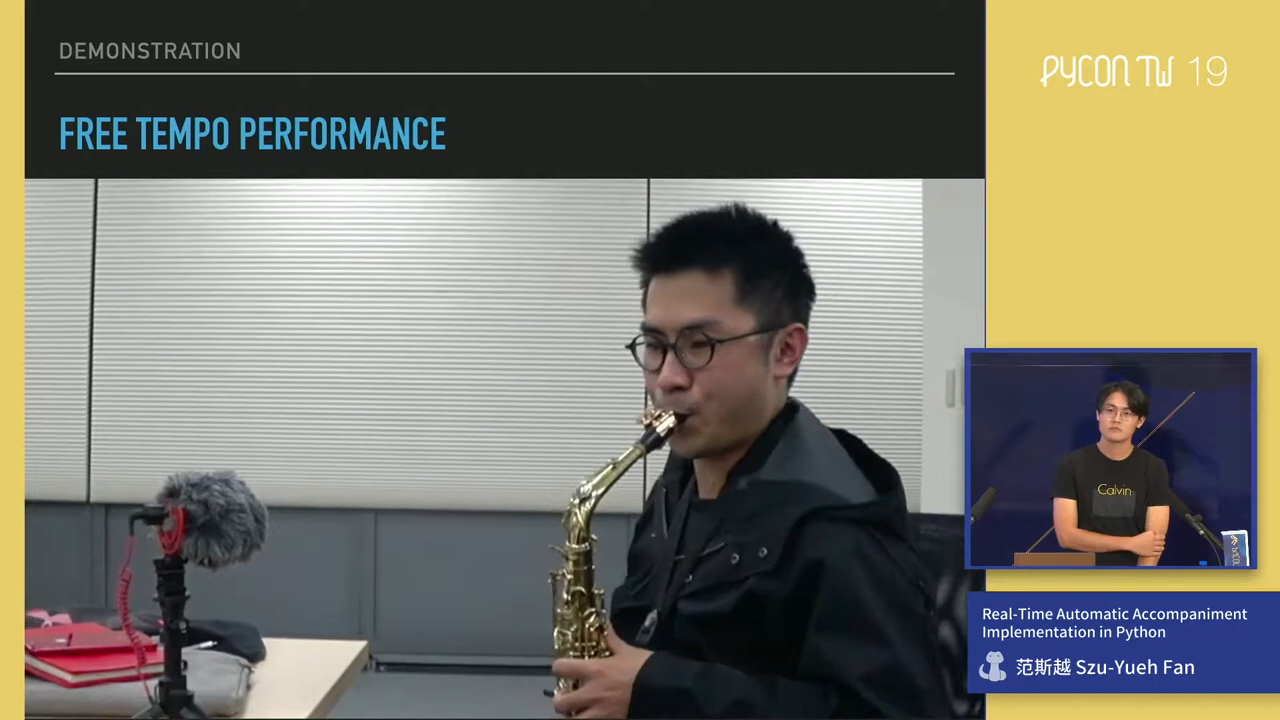 DEMONSTRATION
FREE TEMPO PERFORMANCE
PYCON TW 19
Calvin
Real-Time Automatic Accompaniment
Implementation in Python
范斯越 Szu-Yueh Fan